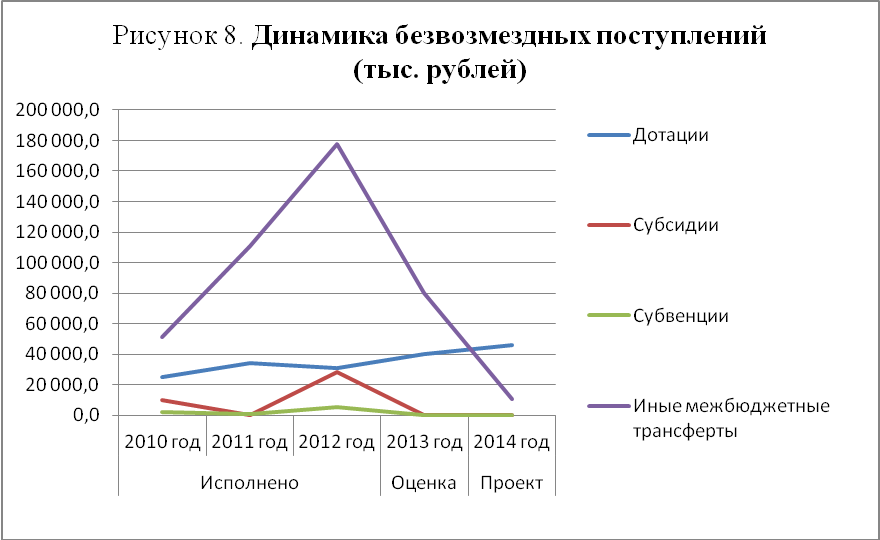 Рисунок 8. Динамика безвозмездных поступлений
(тыс. рублей)
200 000,0
180 000,0
160 000,0
140 000,0
120 000,0
100 000,0
80 000,0
60 000,0
40 000,0
20 000,0
0,0
2010 год 2011 год 2012 год 2013 год 2014 год
Исполнено Оценка Проект
Дотации
Субсидии
Субвенции
Иные межбюджетные
трансферты